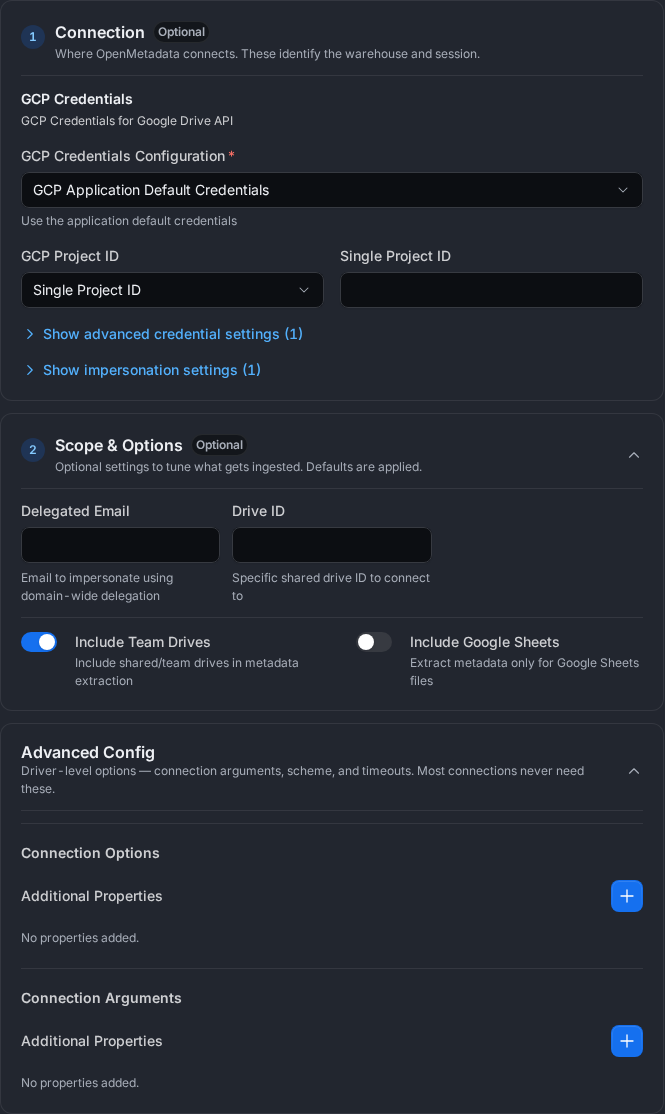 1
Connection Optional
Where OpenMetadata connects. These identify the warehouse and session.
GCP Credentials
GCP Credentials for Google Drive API
GCP Credentials Configuration *
GCP Application Default Credentials
Use the application default credentials
GCP Project ID
Single Project ID
Single Project ID
Show advanced credential settings (1)
Show impersonation settings (1)
2
Scope & Options Optional
Optional settings to tune what gets ingested. Defaults are applied.
Delegated Email
Email to impersonate using
domain-wide delegation
Drive ID
Specific shared drive ID to connect
to
Include Team Drives
Include shared/team drives in metadata
extraction
Include Google Sheets
Extract metadata only for Google Sheets
files
Advanced Config
Driver-level options — connection arguments, scheme, and timeouts. Most connections never need
these.
Connection Options
Additional Properties
No properties added.
Connection Arguments
Additional Properties
No properties added.